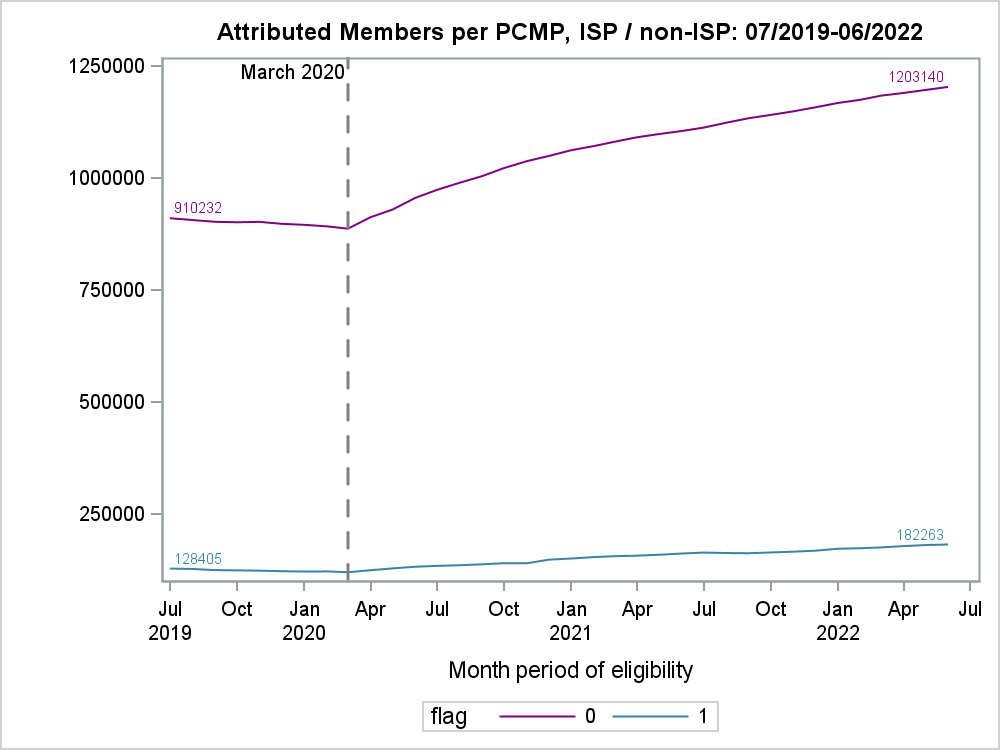 Attributed Members per PCMP, ISP / non-ISP: 07/2019-06/2022
1250000
March 2020
1203140
1000000
910232
750000
500000
250000
182263
128405
Jul Oct Jan Apr Jul Oct Jan Apr Jul Oct Jan Apr Jul
2019 2020 2021 2022
Month period of eligibility
flag 0 1